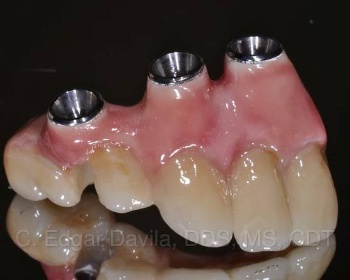 C. Edgar Davila, DDS, MS, CDT